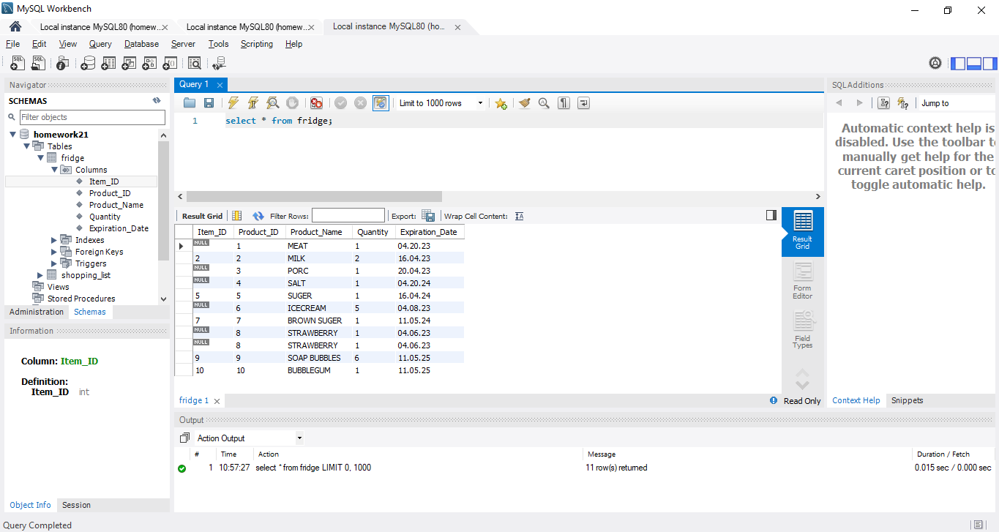 MySQL Workbench
Local instance MySQL80 (homew... Local instance MySQL80 (homew... Local instance MySQL80 (ho...
File Edit View Query Database Server Tools Scripting Help
Navigator
SCHEMAS
Filter objects
homework21
Tables
fridge
Columns
Item_ID
Product_ID
Product_Name
Quantity
Expiration_Date
Indexes
Foreign Keys
Triggers
shopping_list
Views
Stored Procedures
Administration Schemas
Information
Column: Item_ID
Definition:
Item_ID int
Object Info Session
Query Completed
Query 1
Limit to 1000 rows
1 select * from fridge;
Result Grid Filter Rows: Export: Wrap Cell Content:
Item_ID Product_ID Product_Name Quantity Expiration_Date
NULL 1 MEAT 1 04.20.23
2 2 MILK 2 16.04.23
NULL 3 PORC 1 20.04.23
NULL 4 SALT 1 04.20.24
5 5 SUGER 1 16.04.24
NULL 6 ICECREAM 5 04.08.23
7 7 BROWN SUGER 1 11.05.24
NULL 8 STRAWBERRY 1 04.06.23
NULL 8 STRAWBERRY 1 04.06.23
9 9 SOAP BUBBLES 6 11.05.25
10 10 BUBBLEGUM 1 11.05.25
Result
Grid
Form
Editor
Field
Types
fridge 1
Read Only
Output
Action Output
# Time Action Message Duration / Fetch
1 10:57:27 select * from fridge LIMIT 0, 1000 11 row(s) returned 0.015 sec / 0.000 sec
SQLAdditions
Jump to
Automatic context help is
disabled. Use the toolbar to
manually get help for the
current caret position or to
toggle automatic help.
Context Help Snippets